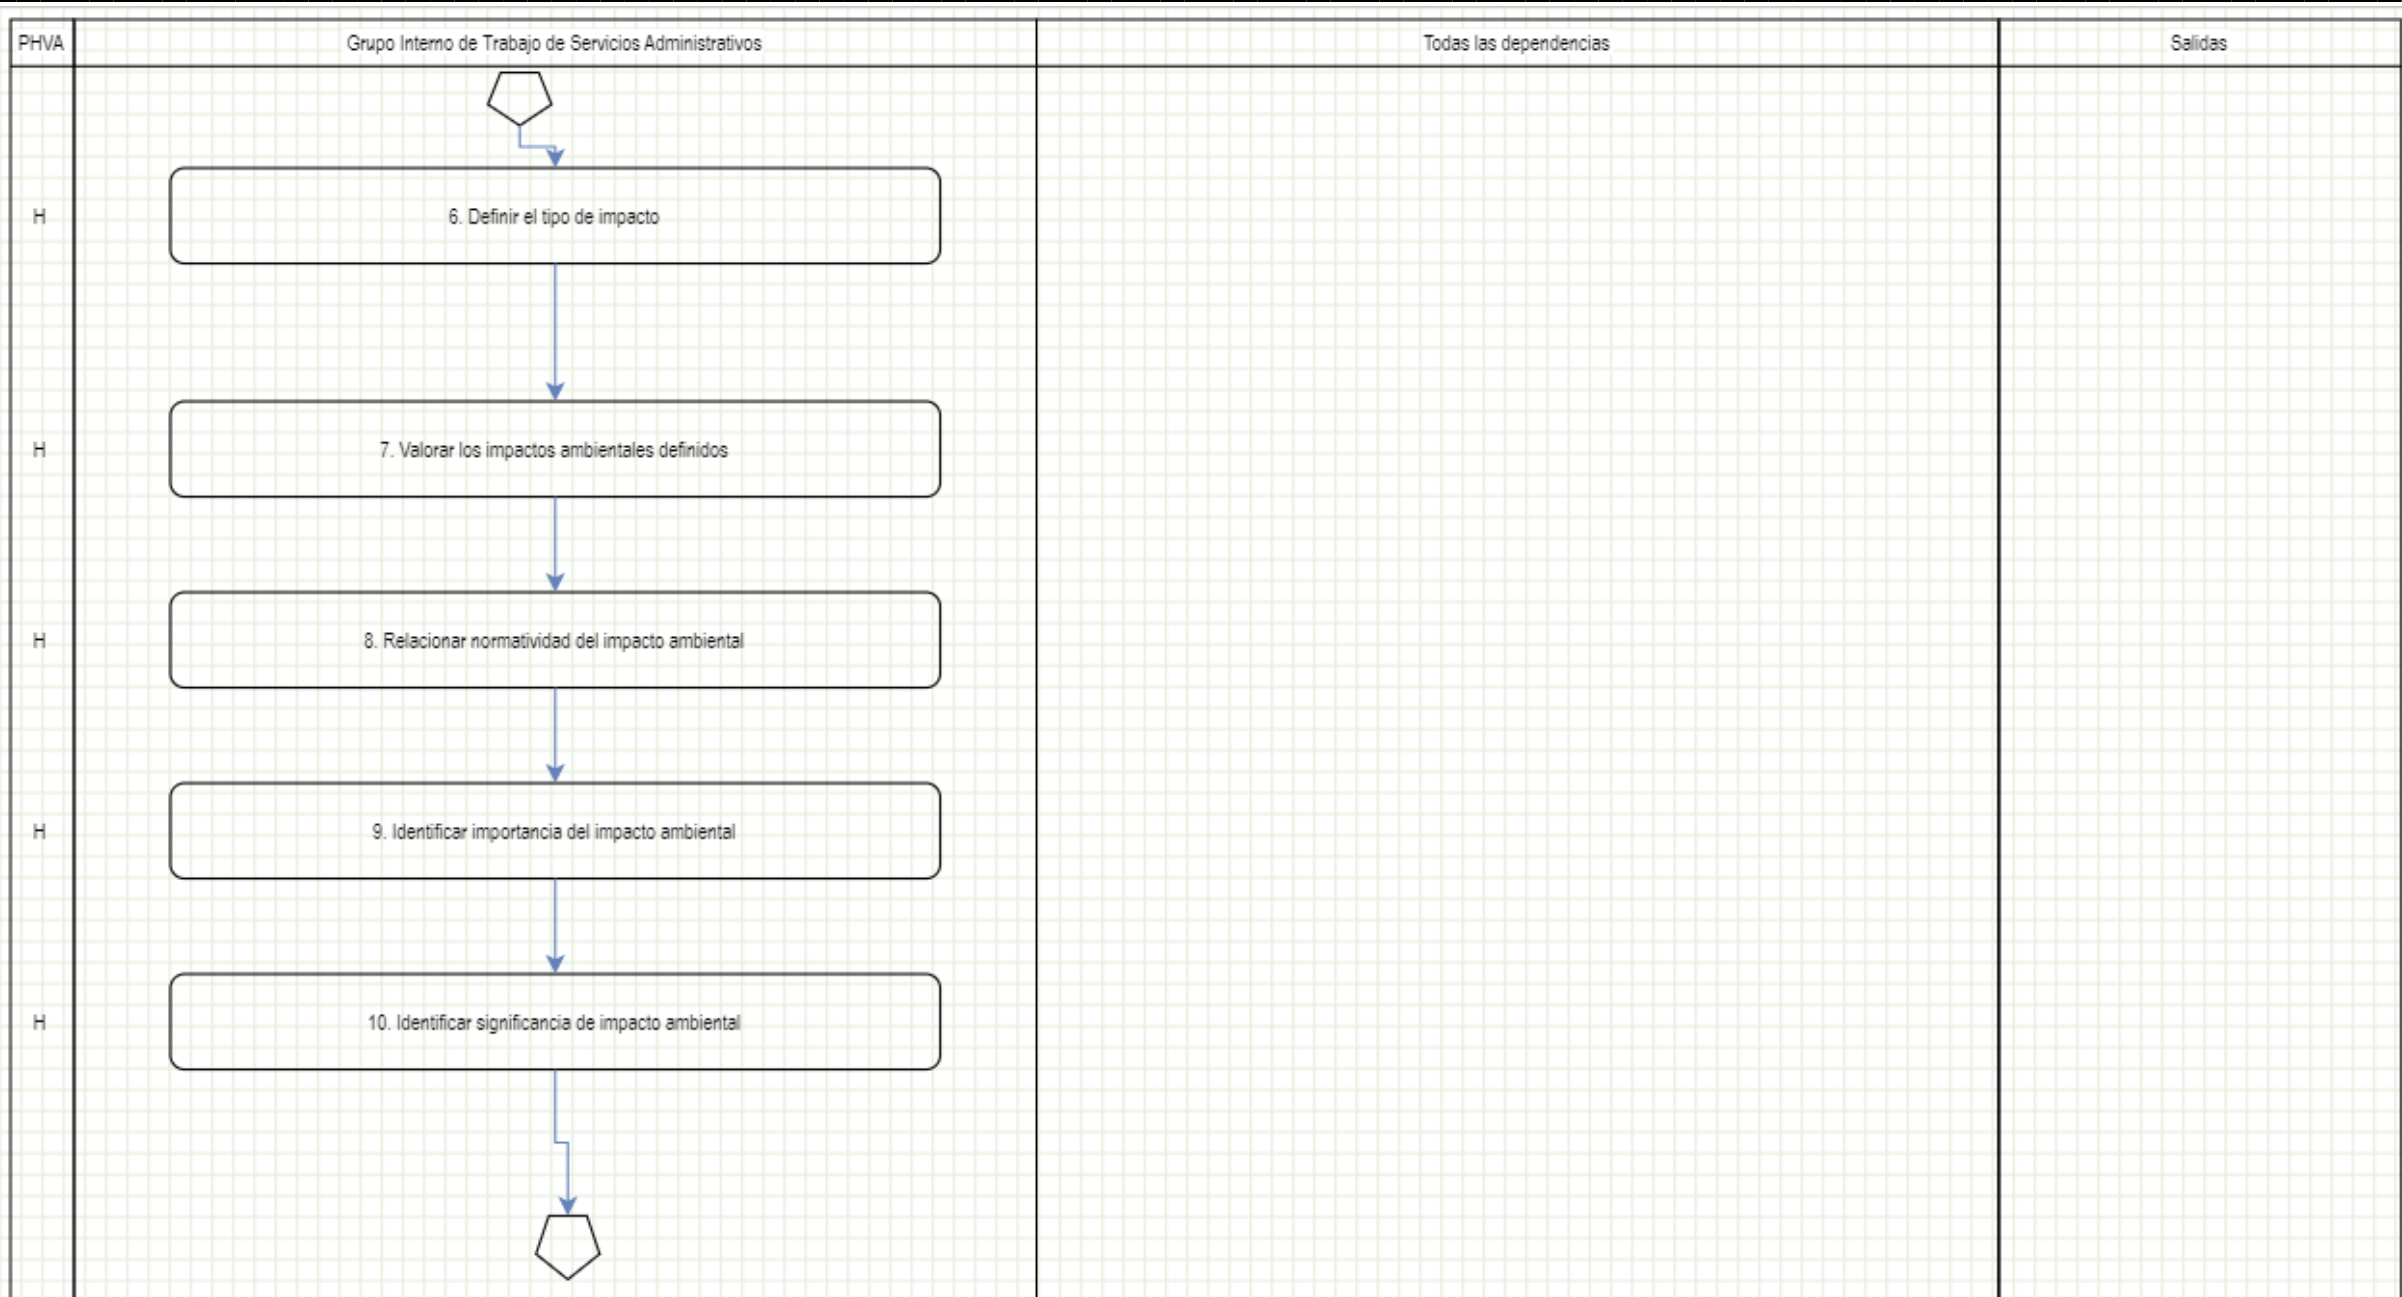 PHVA
Grupo Interno de Trabajo de Servicios Administrativos
Todas las dependencias
Salidas
H
6. Definir el tipo de impacto
H
7. Valorar los impactos ambientales definidos
H
8. Relacionar normatividad del impacto ambiental
H
9. Identificar importancia del impacto ambiental
H
10. Identificar significancia de impacto ambiental